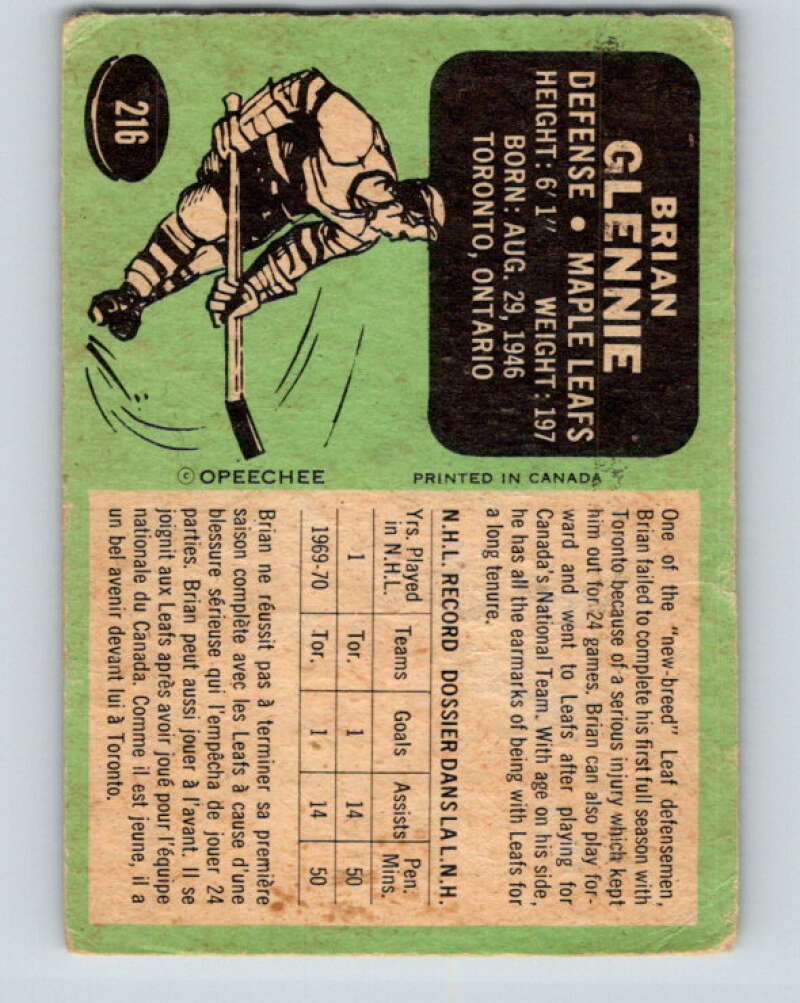 216
BRIAN
GLENNIE
DEFENSE • MAPLE LEAFS
HEIGHT: 6'1" WEIGHT: 197
BORN: AUG. 29, 1946
TORONTO, ONTARIO
© OPEECHEE PRINTED IN CANADA
One of the "new-breed" Leaf defensemen,
Brian failed to complete his first full season with
Toronto because of a serious injury which kept
him out for 24 games. Brian can also play for-
ward and went to Leafs after playing for
Canada's National Team. With age on his side,
he has all the earmarks of being with Leafs for
a long tenure.
N.H.L. RECORD DOSSIER DANS LA L.N.H.
Yrs. Played in N.H.L. Teams Goals Assists Pen. Mins.
1 Tor. 1 14 50
1969-70 Tor. 1 14 50
Brian ne réussit pas à terminer sa première
saison complète avec les Leafs à cause d'une
blessure sérieuse qui l'empêcha de jouer 24
parties. Brian peut aussi jouer à l'avant. Il se
joignit aux Leafs après avoir joué pour l'équipe
nationale du Canada. Comme il est jeune, il a
un bel avenir devant lui à Toronto.